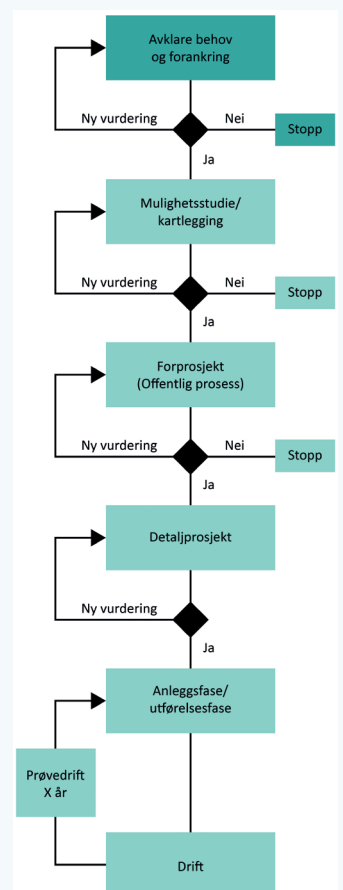 Avklare behov
og forankring
Ny vurdering
Nei
Stopp
Ja
Mulighetsstudie/
kartlegging
Ny vurdering
Nei
Stopp
Ja
Forprosjekt
(Offentlig prosess)
Ny vurdering
Nei
Stopp
Ja
Detaljprosjekt
Ny vurdering
Ja
Anleggsfase/
utførelsesfase
Prøvedrift
X år
Drift